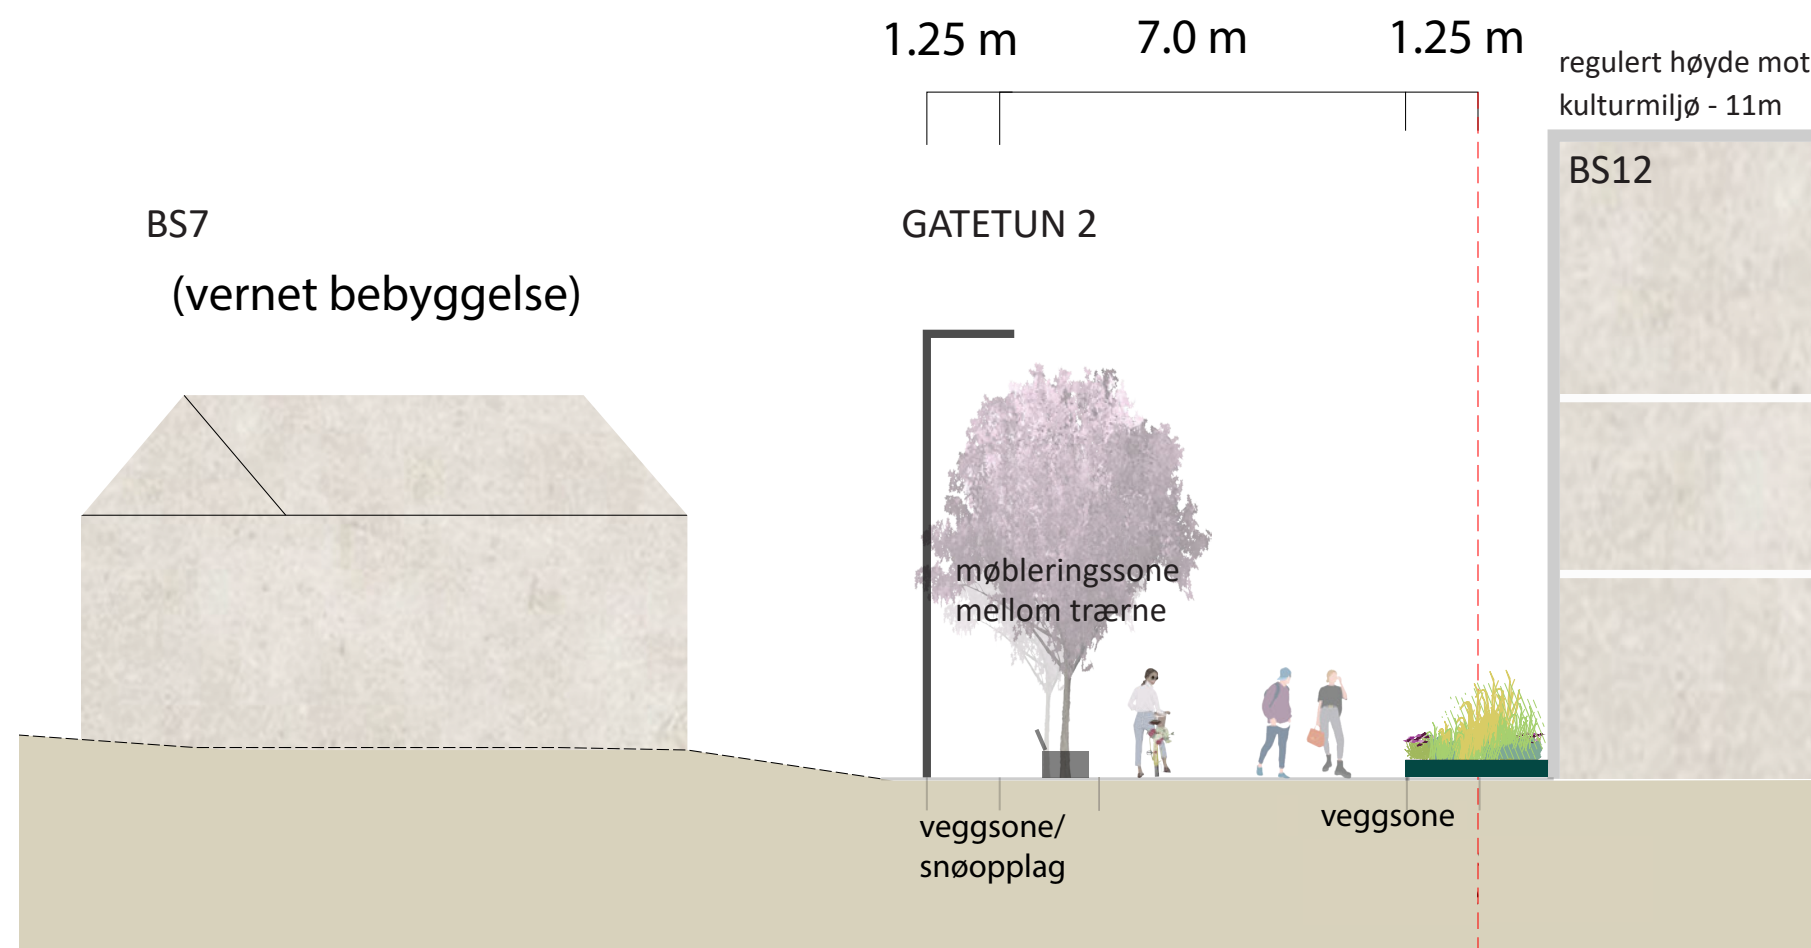 1.25 m
7.0 m
1.25 m
regulert høyde mot
kulturmiljø - 11m
BS12
BS7
GATETUN 2
(vernet bebyggelse)
møbleringssone
mellom trærne
veggsone/
snøopplag
veggsone